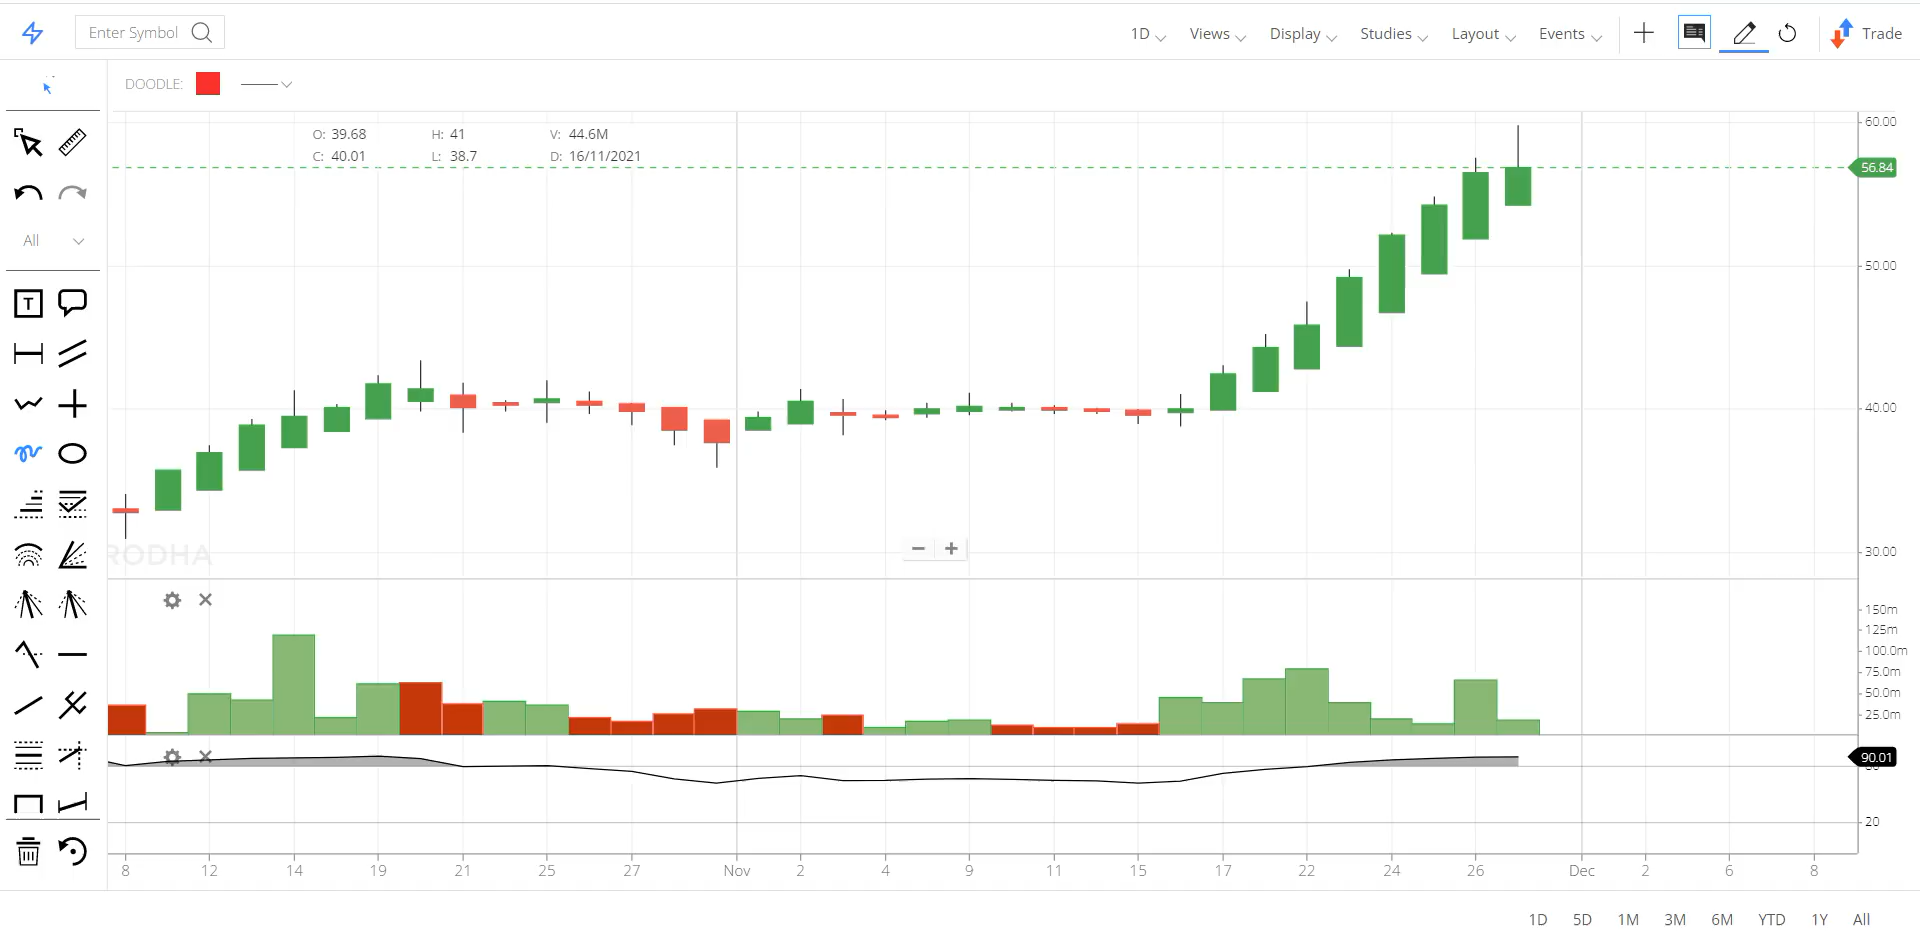 Enter Symbol 1D Views Display Studies Layout Events Trade
DOODLE:
O: 39.68 H: 41 V: 44.6M
C: 40.01 L: 38.7 D: 16/11/2021
60.00
56.84
50.00
All
T
40.00
30.00
RODHA
150m
125m
100.0m
75.0m
50.0m
25.0m
90.01
20
8 12 14 19 21 25 27 Nov 2 4 9 11 15 17 22 24 26 Dec 2 6 8
1D 5D 1M 3M 6M YTD 1Y All